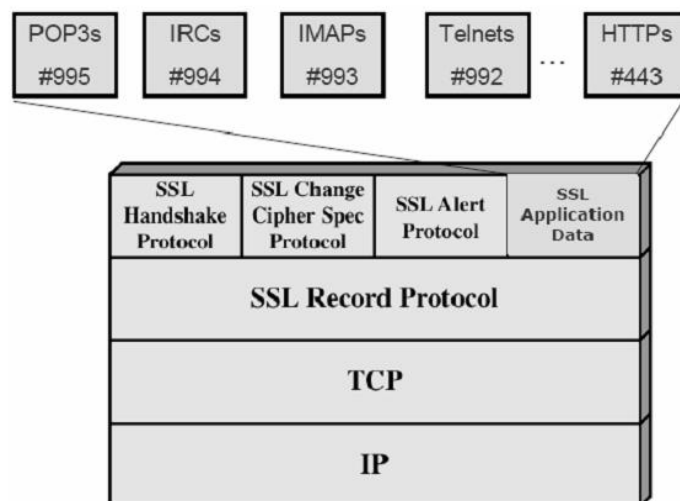 POP3s
#995
IRCs
#994
IMAPs
#993
Telnets
#992
...
HTTPs
#443
SSL
Handshake
Protocol
SSL Change
Cipher Spec
Protocol
SSL Alert
Protocol
SSL
Application
Data
SSL Record Protocol
TCP
IP